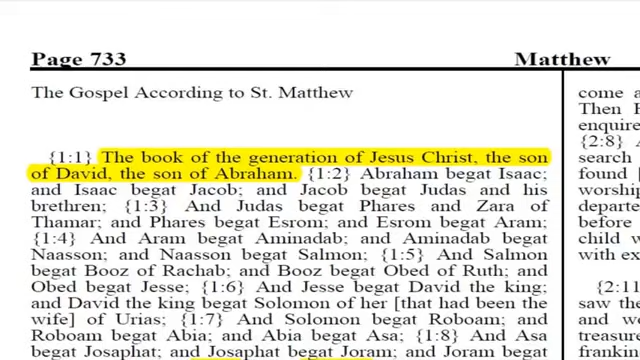 Page 733
Matthew
The Gospel According to St. Matthew
{1:1} The book of the generation of Jesus Christ, the son
of David, the son of Abraham. {1:2} Abraham begat Isaac;
and Isaac begat Jacob; and Jacob begat Judas and his
brethren; {1:3} And Judas begat Phares and Zara of
Thamar; and Phares begat Esrom; and Esrom begat Aram;
{1:4} And Aram begat Aminadab; and Aminadab begat
Naasson; and Naasson begat Salmon; {1:5} And Salmon
begat Booz of Rachab; and Booz begat Obed of Ruth; and
Obed begat Jesse; {1:6} And Jesse begat David the king;
and David the king begat Solomon of her [that had been the
wife] of Urias; {1:7} And Solomon begat Roboam; and
Roboam begat Abia; and Abia begat Asa; {1:8} And Asa
begat Josaphat; and Josaphat begat Joram; and Joram begat
come a
Then
enquire
{2:8}
search
found [
worship
departe
before
child w
with ex
{2:11
saw the
and wo
treasure
frankin